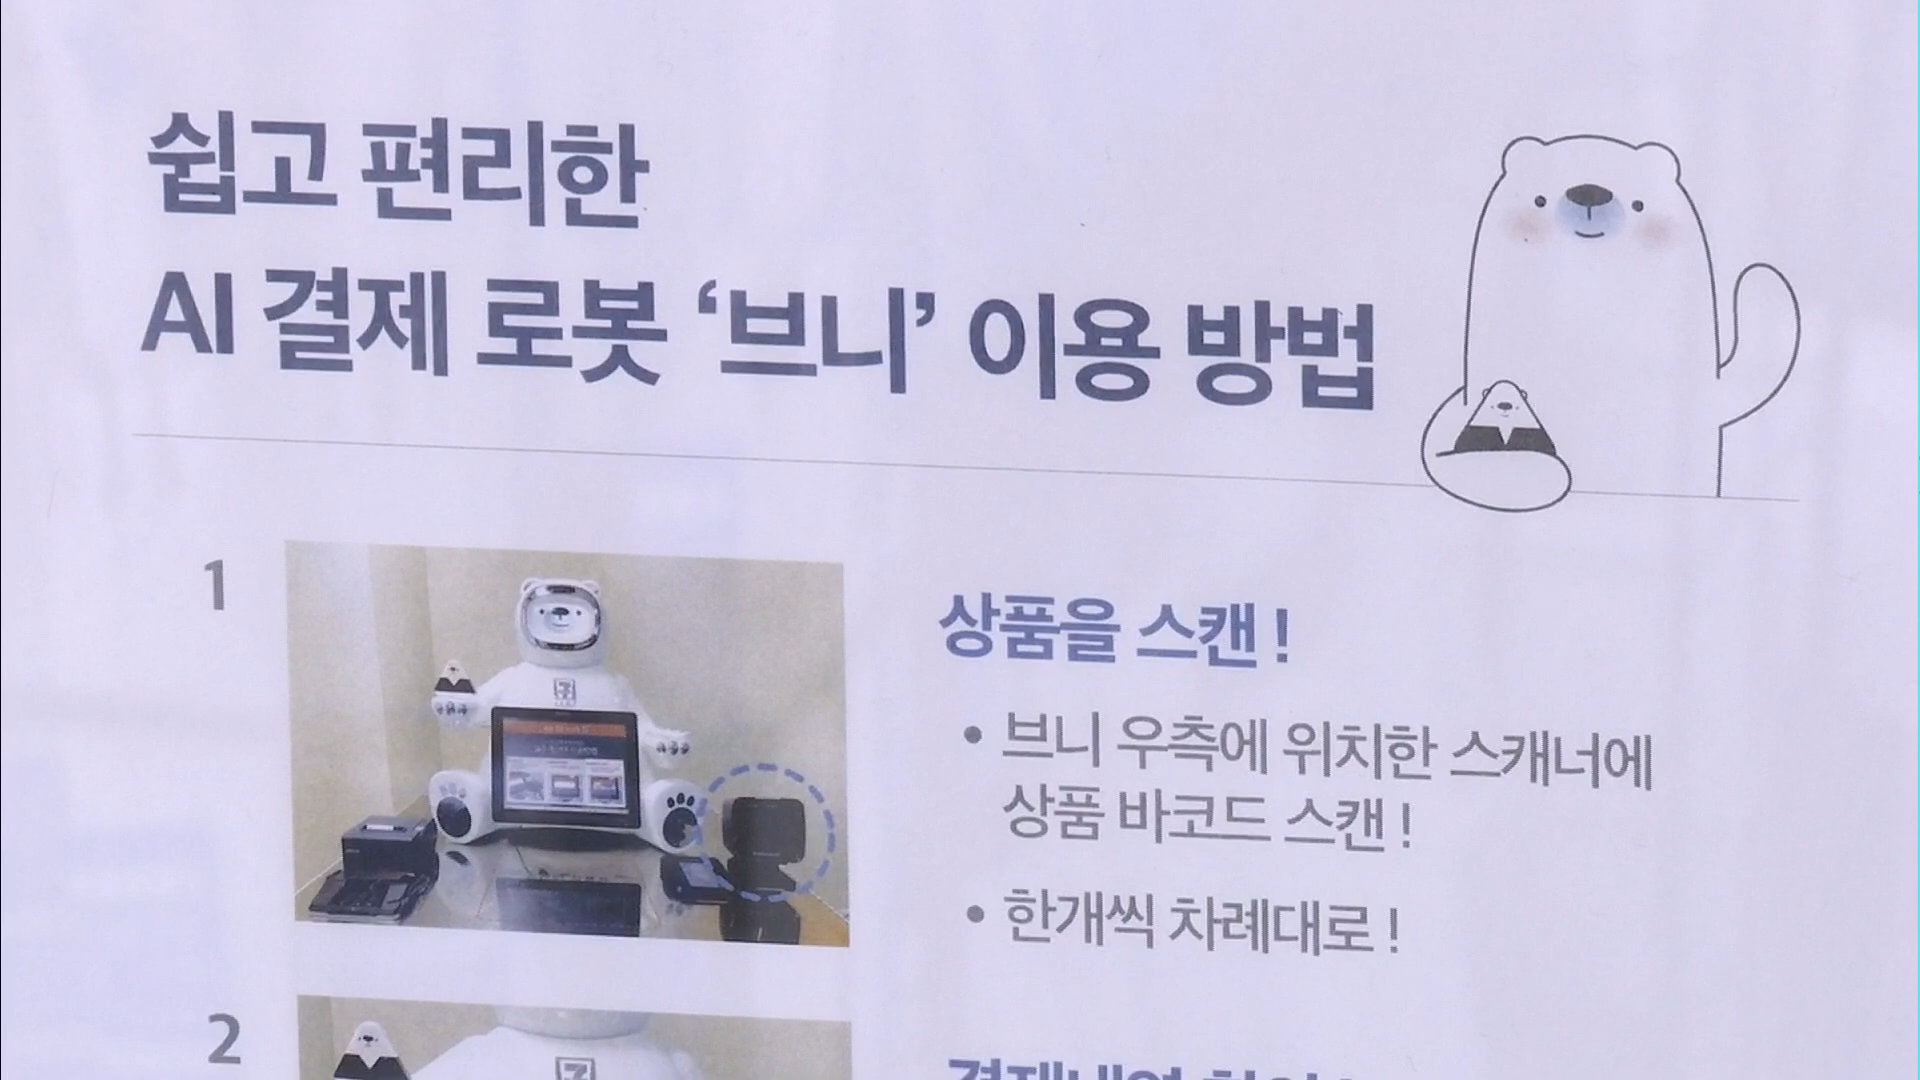 쉽고 편리한
AI 결제 로봇 ‘브니’ 이용 방법
1
상품을 스캔!
• 브니 우측에 위치한 스캐너에
상품 바코드 스캔!
• 한개씩 차례대로!
2